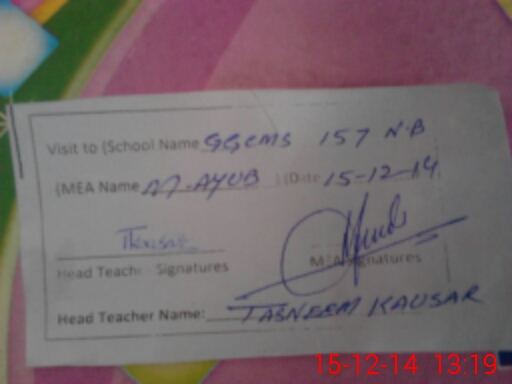 Visit to (School Name GGCMS 157 N.B
(MEA Name M-AYUB ) (Date 15-12-14
Head Teach Signatures MEA Signatures
Head Teacher Name: TASNEEM KAUSAR
15-12-14 13:19